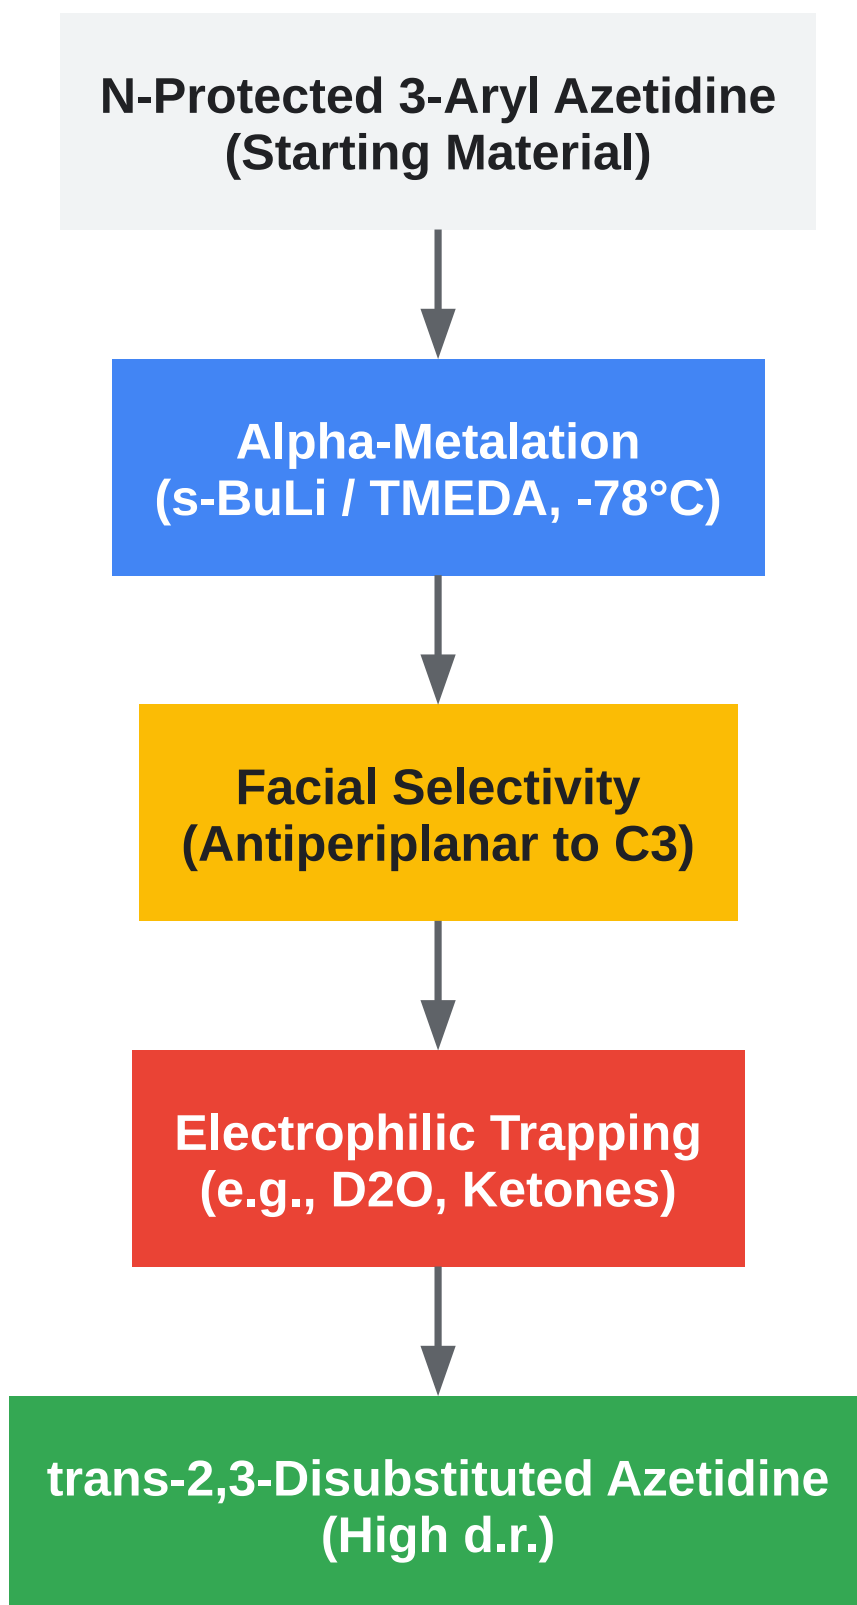 N-Protected 3-Aryl Azetidine
(Starting Material)
Alpha-Metalation
(s-BuLi / TMEDA, -78°C)
Facial Selectivity
(Antiperiplanar to C3)
Electrophilic Trapping
(e.g., D2O, Ketones)
trans-2,3-Disubstituted Azetidine
(High d.r.)